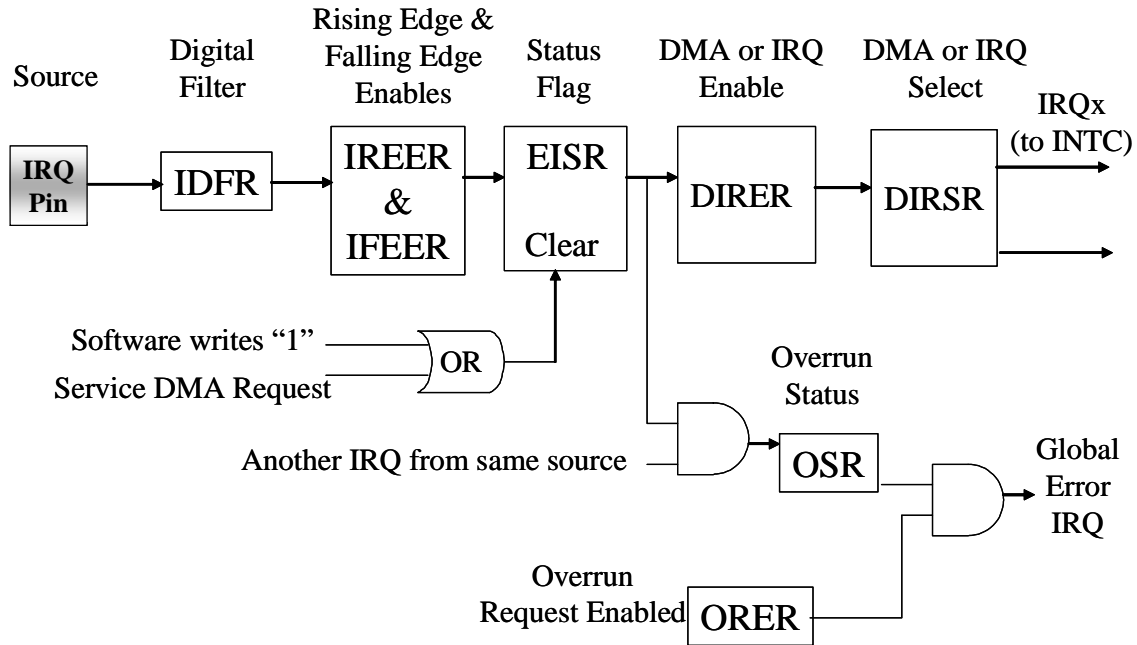 Source
Digital
Filter
Rising Edge &
Falling Edge
Enables
Status
Flag
DMA or IRQ
Enable
DMA or IRQ
Select
IRQx
(to INTC)
IRQ
Pin
IDFR
IREER
&
IFEER
EISR
Clear
DIRER
DIRSR
Software writes “1”
Service DMA Request
OR
Another IRQ from same source
Overrun
Status
OSR
Global
Error
IRQ
Overrun
Request Enabled
ORER